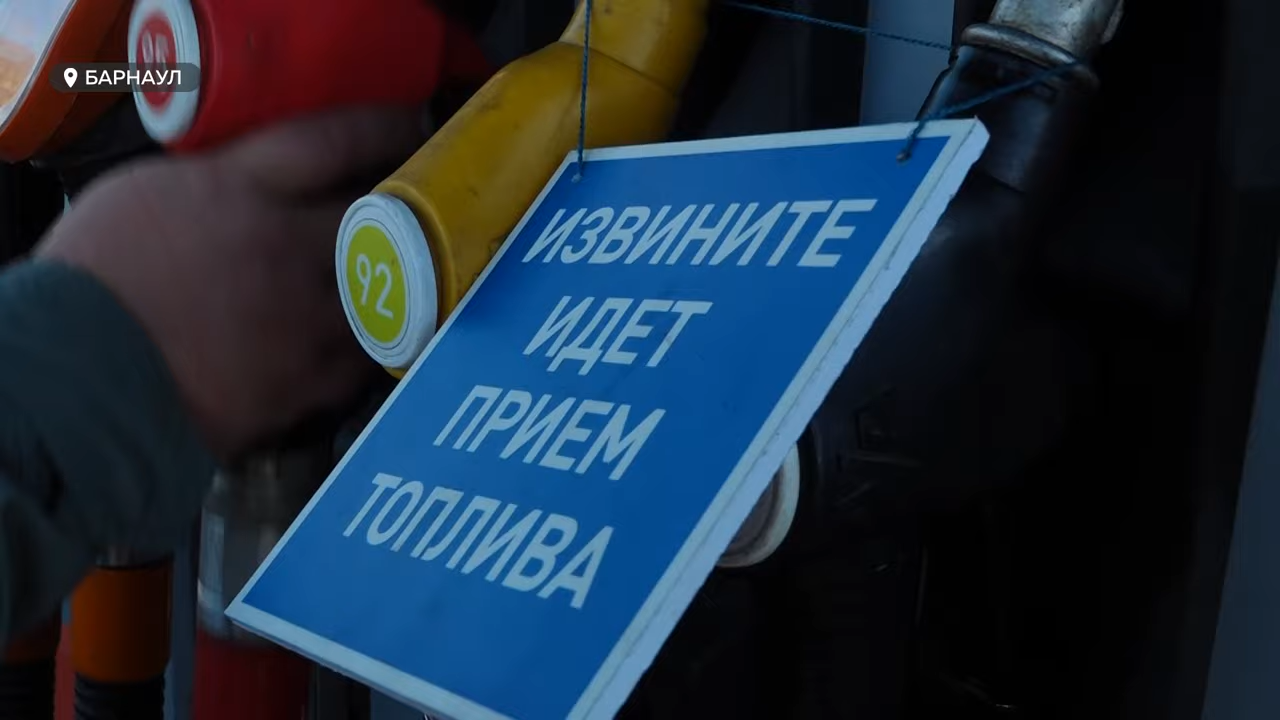 БАРНАУЛ
92
ИЗВИНИТЕ
ИДЕТ
ПРИЕМ
ТОПЛИВА